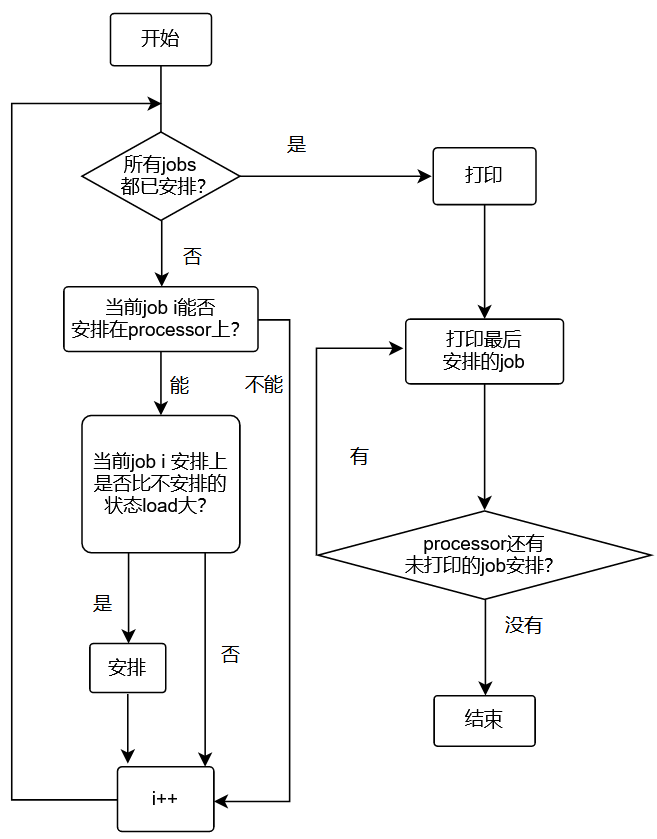 开始
所有jobs
都已安排?
是
打印
否
当前job i能否
安排在processor上?
能
不能
当前job i 安排上
是否比不安排的
状态load大?
是
否
安排
i++
打印最后
安排的job
有
processor还有
未打印的job安排?
没有
结束